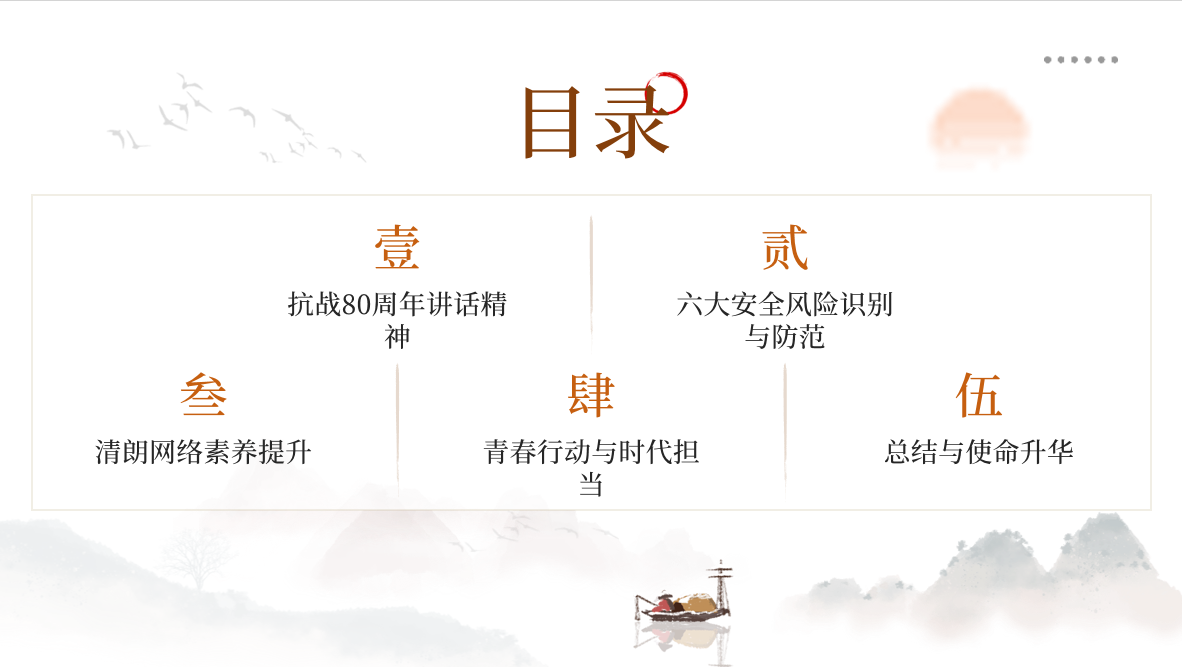 目录
壹
抗战80周年讲话精
神
贰
六大安全风险识别
与防范
叁
清朗网络素养提升
肆
青春行动与时代担
当
伍
总结与使命升华